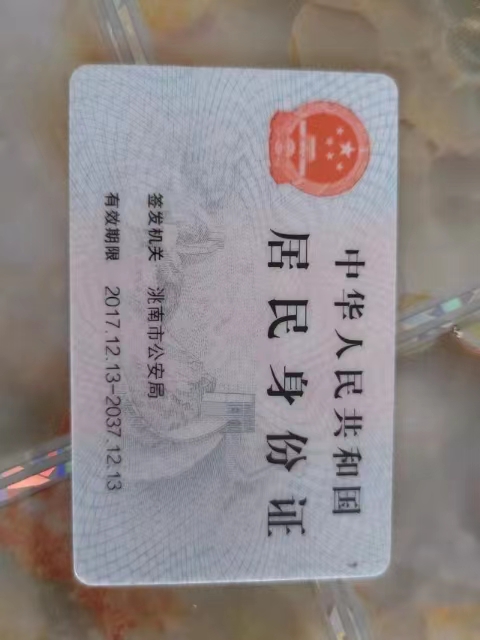 中华人民共和国
居民身份证
签发机关 洮南市公安局
有效期限 2017.12.13-2037.12.13